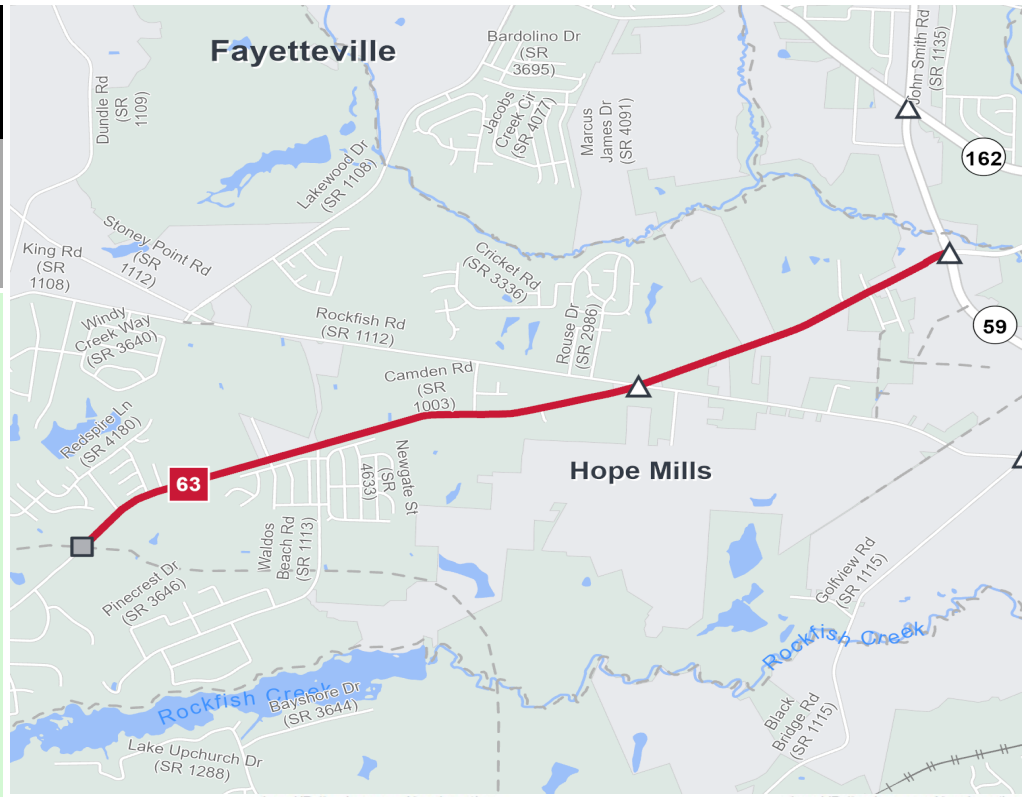 Fayetteville
Bardolino Dr
(SR
3695)
John Smith Rd
(SR 1135)
Dundle Rd
(SR
1109)
Jacobs
Creek Cir
(SR 4077)
Marcus
James Dr
(SR 4091)
162
Lakewood Dr
(SR 1108)
Stoney Point Rd
(SR
1112)
King Rd
(SR
1108)
Cricket Rd
(SR 3336)
Windy
Creek Way
(SR 3640)
Rockfish Rd
(SR 1112)
Rouse Dr
(SR 2986)
59
Camden Rd
(SR
1003)
Redspire Ln
(SR 4180)
Newgate St
(SR
4633)
63
Hope Mills
Waldos
Beach Rd
(SR 1113)
Pinecrest Dr
(SR 3646)
Golfview Rd
(SR 1115)
Rockfish Creek
Rockfish Creek
Bayshore Dr
(SR 3644)
Black
Bridge Rd
(SR 1115)
Lake Upchurch Dr
(SR 1288)